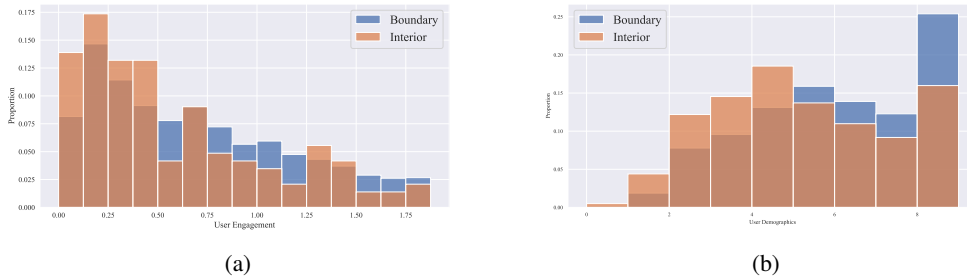 0.175
0.150
0.125
0.100
0.075
0.050
0.025
0.000
Proportion
0.00 0.25 0.50 0.75 1.00 1.25 1.50 1.75
User Engagement
Boundary
Interior
(a)
0.25
0.20
0.15
0.10
0.05
0.00
Proportion
0 2 4 6 8
User Demographics
Boundary
Interior
(b)